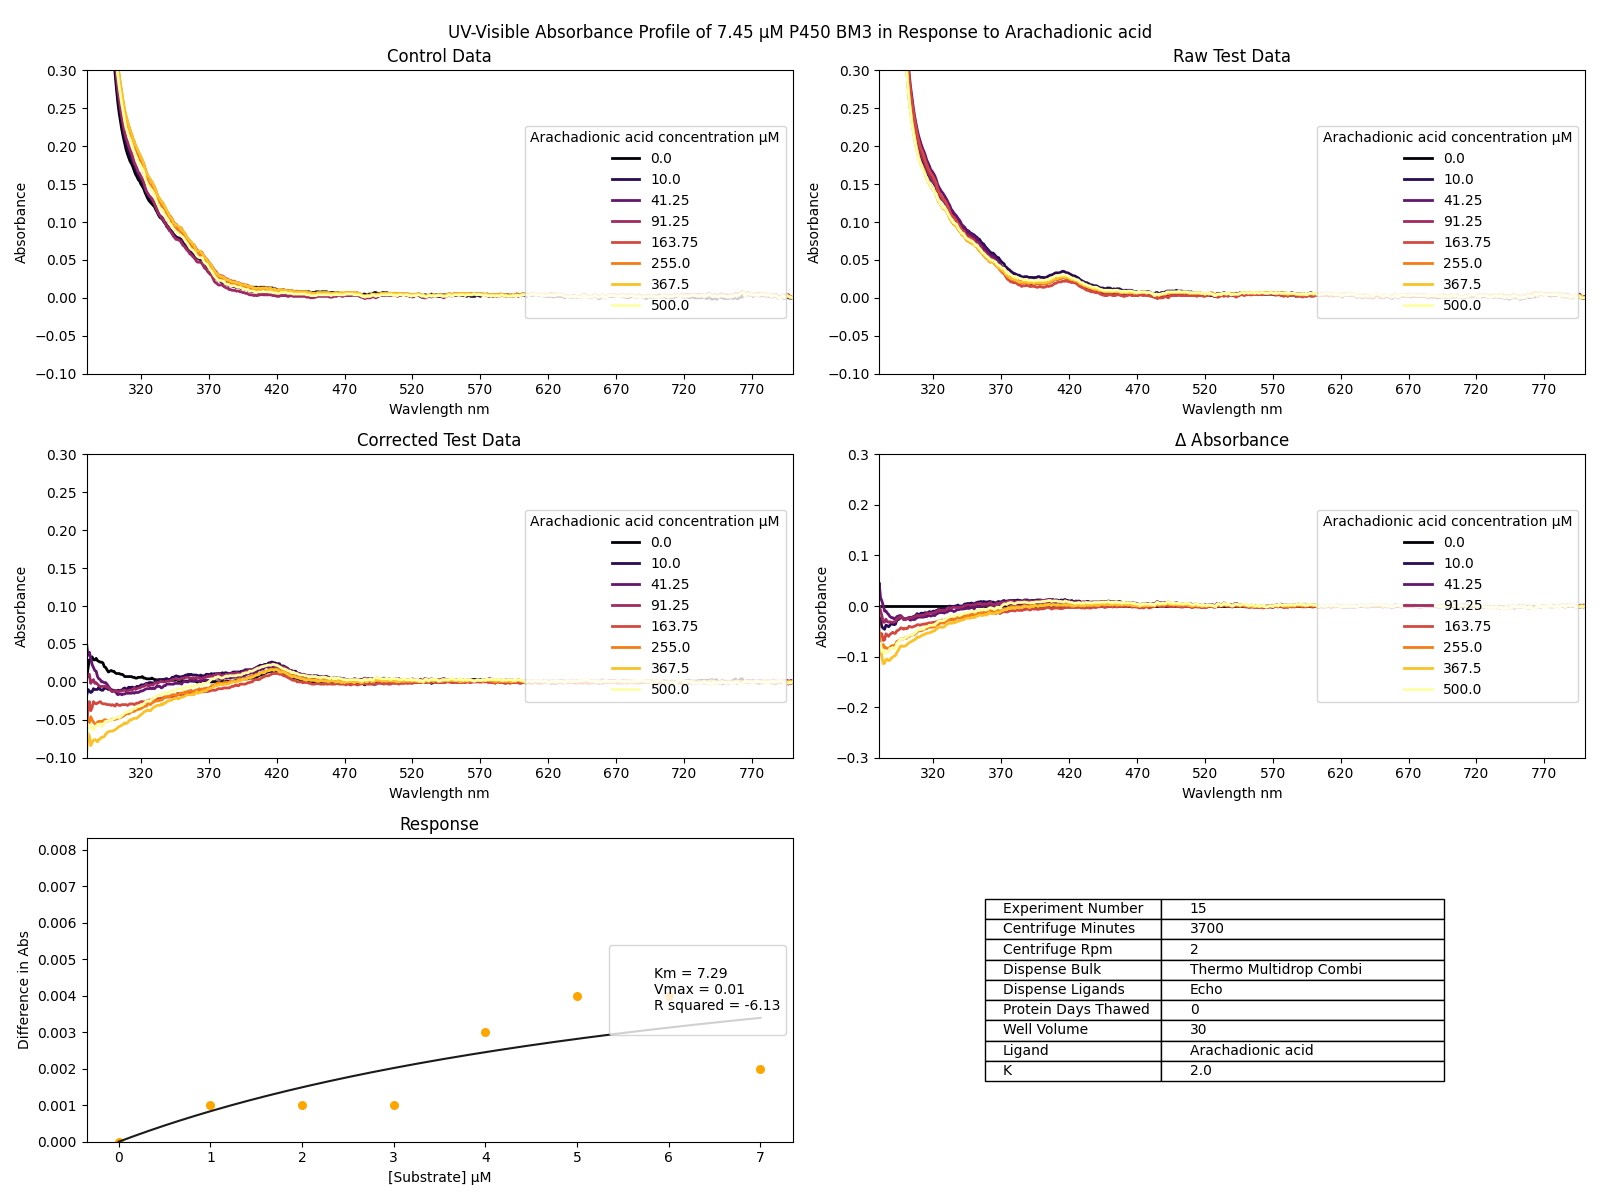 UV-Visible Absorbance Profile of 7.45 μM P450 BM3 in Response to Arachadionic acid
Control Data
0.30
0.25
0.20
0.15
0.10
0.05
0.00
−0.05
−0.10
Absorbance
320 370 420 470 520 570 620 670 720 770
Wavlength nm
Arachadionic acid concentration μM
0.0
10.0
41.25
91.25
163.75
255.0
367.5
500.0
Raw Test Data
0.30
0.25
0.20
0.15
0.10
0.05
0.00
−0.05
−0.10
Absorbance
320 370 420 470 520 570 620 670 720 770
Wavlength nm
Arachadionic acid concentration μM
0.0
10.0
41.25
91.25
163.75
255.0
367.5
500.0
Corrected Test Data
0.30
0.25
0.20
0.15
0.10
0.05
0.00
−0.05
−0.10
Absorbance
320 370 420 470 520 570 620 670 720 770
Wavlength nm
Arachadionic acid concentration μM
0.0
10.0
41.25
91.25
163.75
255.0
367.5
500.0
Δ Absorbance
0.3
0.2
0.1
0.0
−0.1
−0.2
−0.3
Absorbance
320 370 420 470 520 570 620 670 720 770
Wavlength nm
Arachadionic acid concentration μM
0.0
10.0
41.25
91.25
163.75
255.0
367.5
500.0
Response
0.008
0.007
0.006
0.005
0.004
0.003
0.002
0.001
0.000
Difference in Abs
0 1 2 3 4 5 6 7
[Substrate] μM
Km = 7.29
Vmax = 0.01
R squared = -6.13
Experiment Number 15
Centrifuge Minutes 3700
Centrifuge Rpm 2
Dispense Bulk Thermo Multidrop Combi
Dispense Ligands Echo
Protein Days Thawed 0
Well Volume 30
Ligand Arachadionic acid
K 2.0